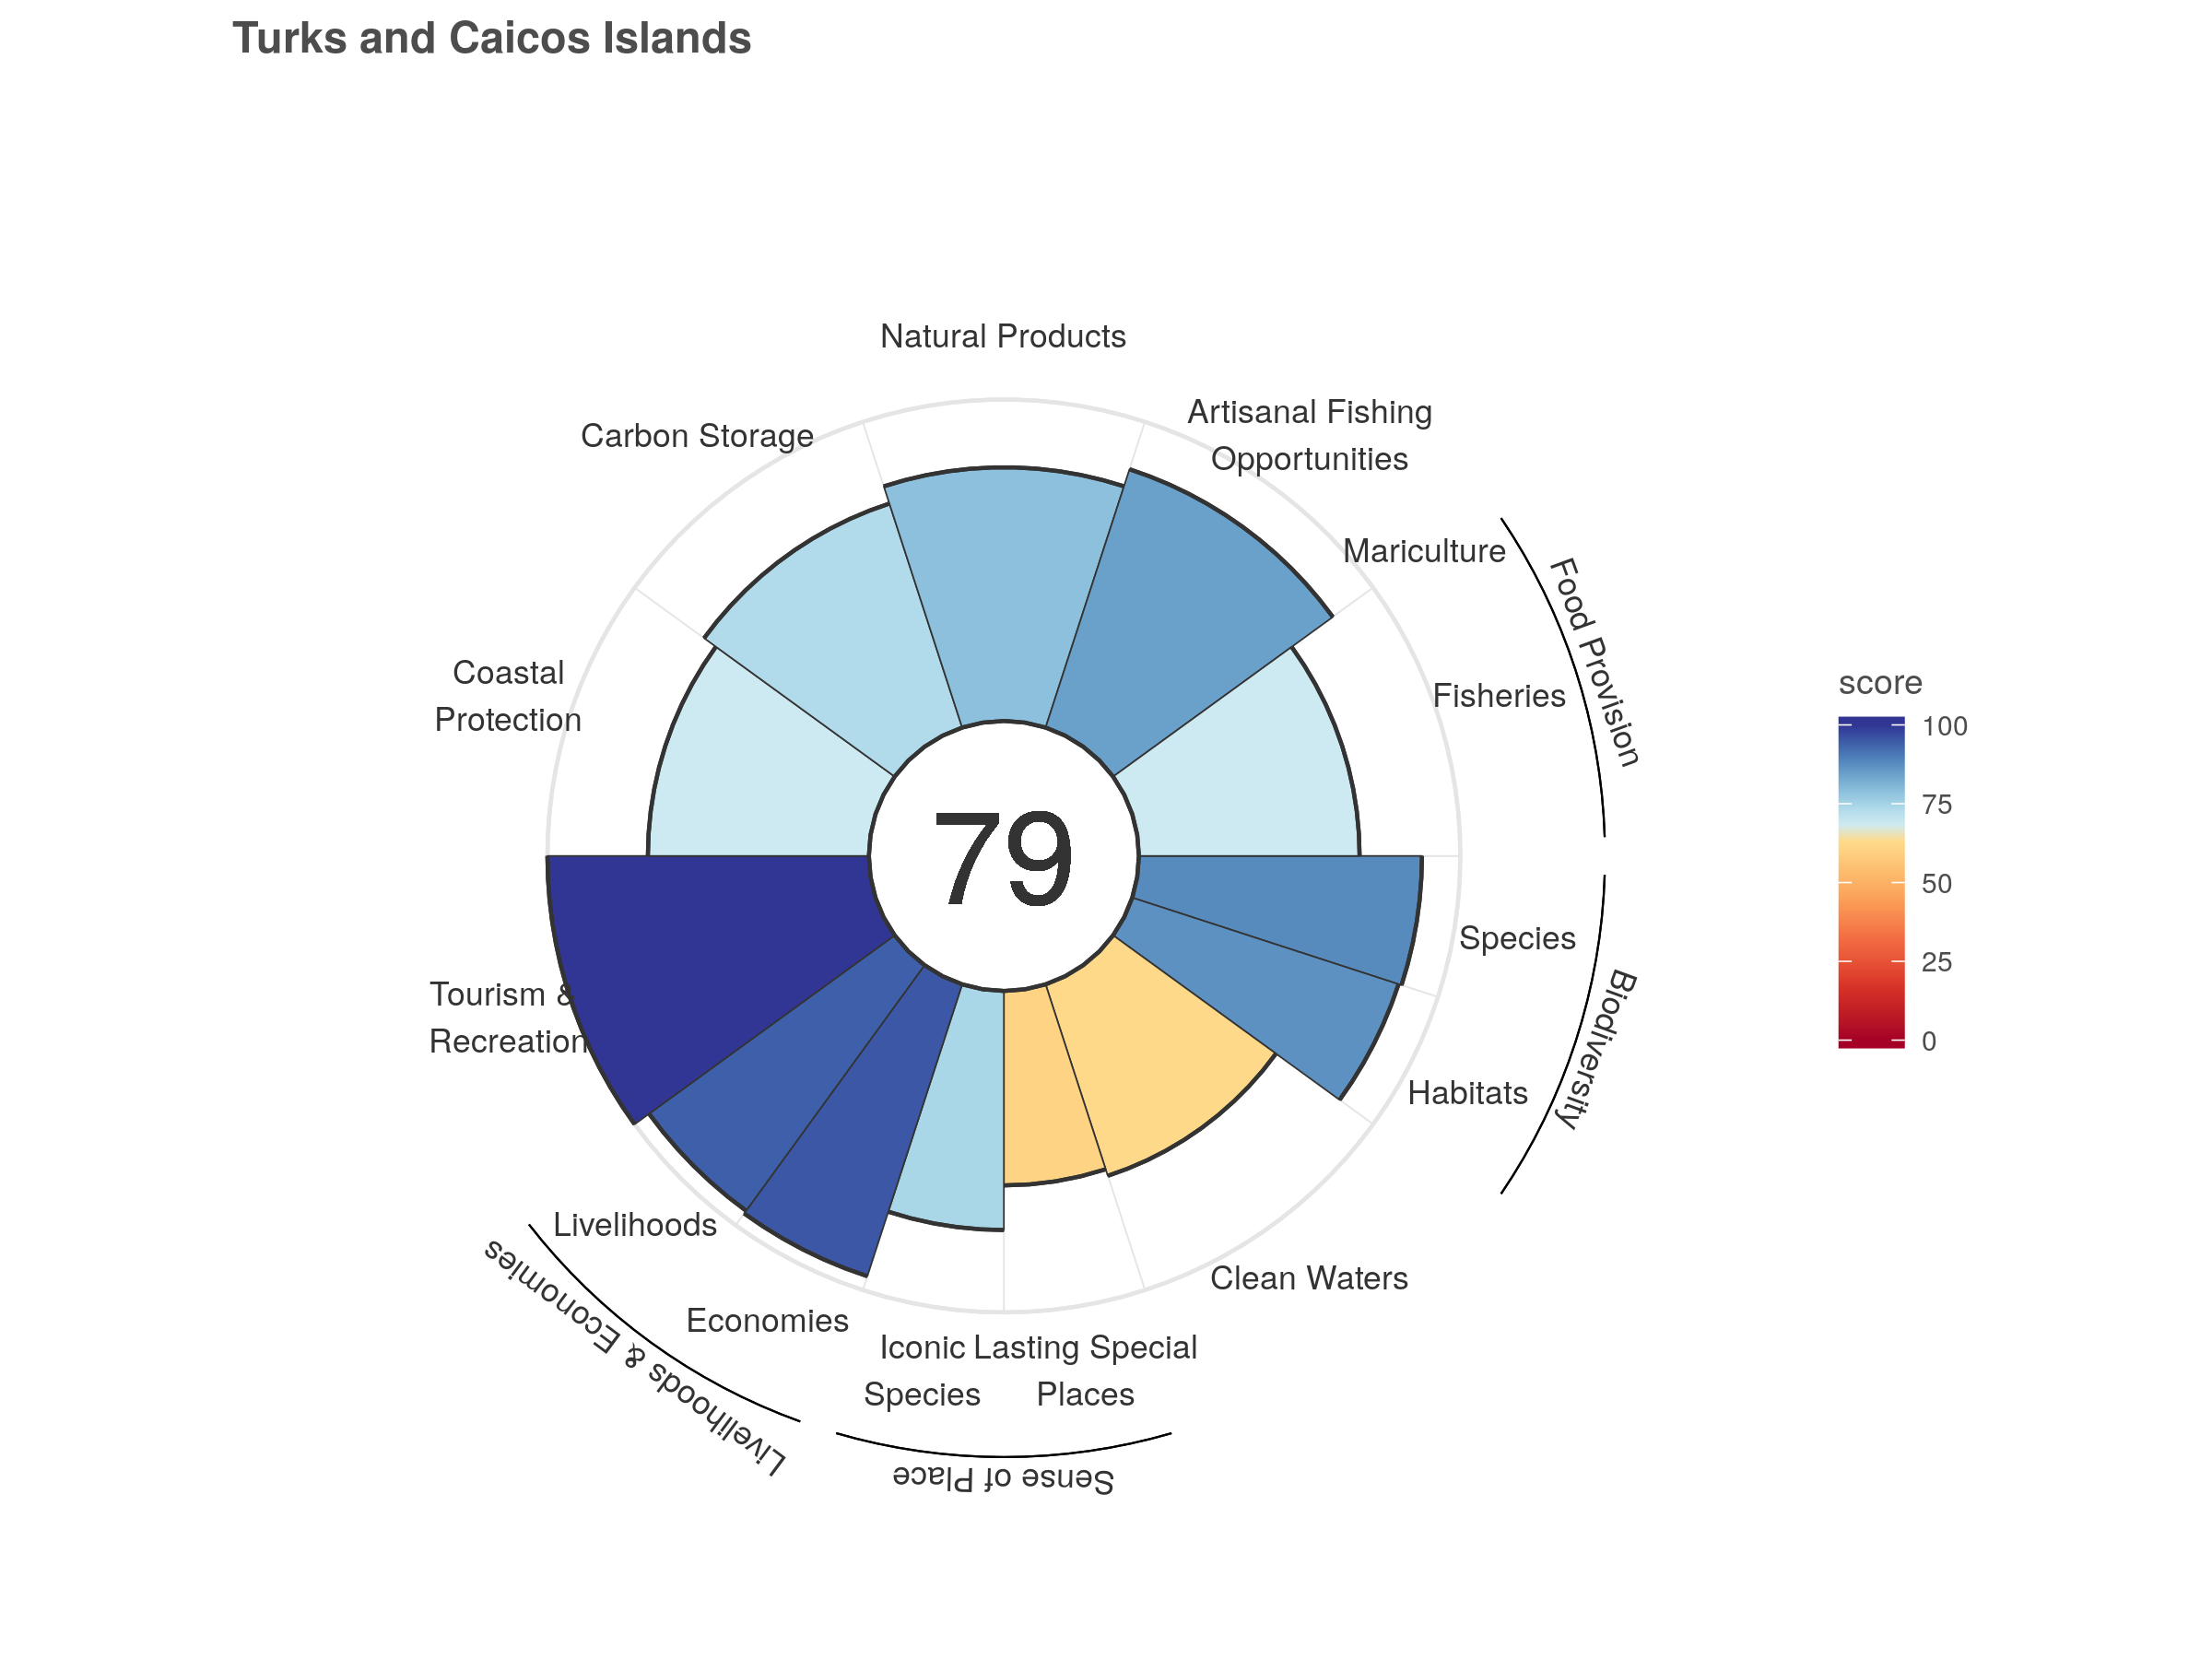 Turks and Caicos Islands
Natural Products
Artisanal Fishing
Opportunities
Carbon Storage
Mariculture
Food Provision
Fisheries
Coastal
Protection
score
100
75
50
25
0
79
Species
Biodiversity
Tourism &
Recreation
Habitats
Livelihoods
Clean Waters
Economies
Livelihoods & Economies
Iconic
Species
Lasting Special
Places
Sense of Place